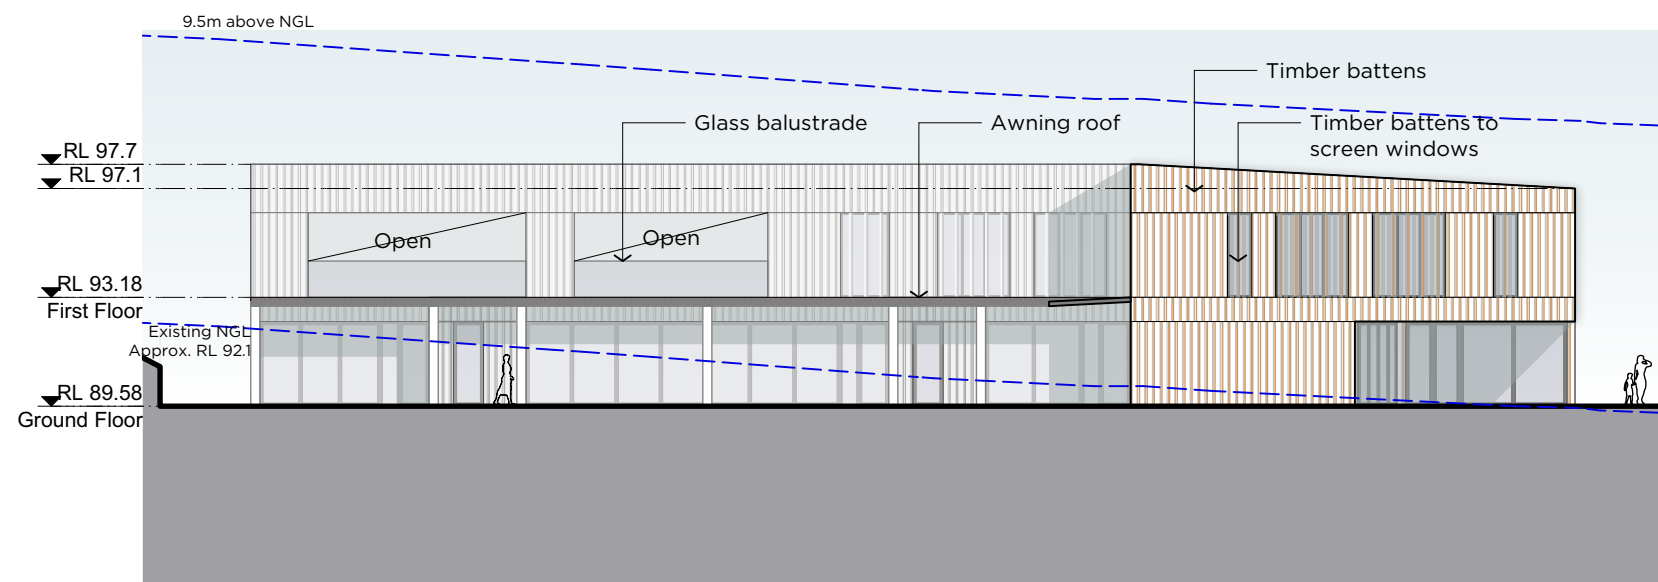 9.5m above NGL
Timber battens
Glass balustrade
Awning roof
Timber battens to
screen windows
RL 97.7
RL 97.1
Open
Open
RL 93.18
First Floor
Existing NGL
Approx. RL 92.1
RL 89.58
Ground Floor